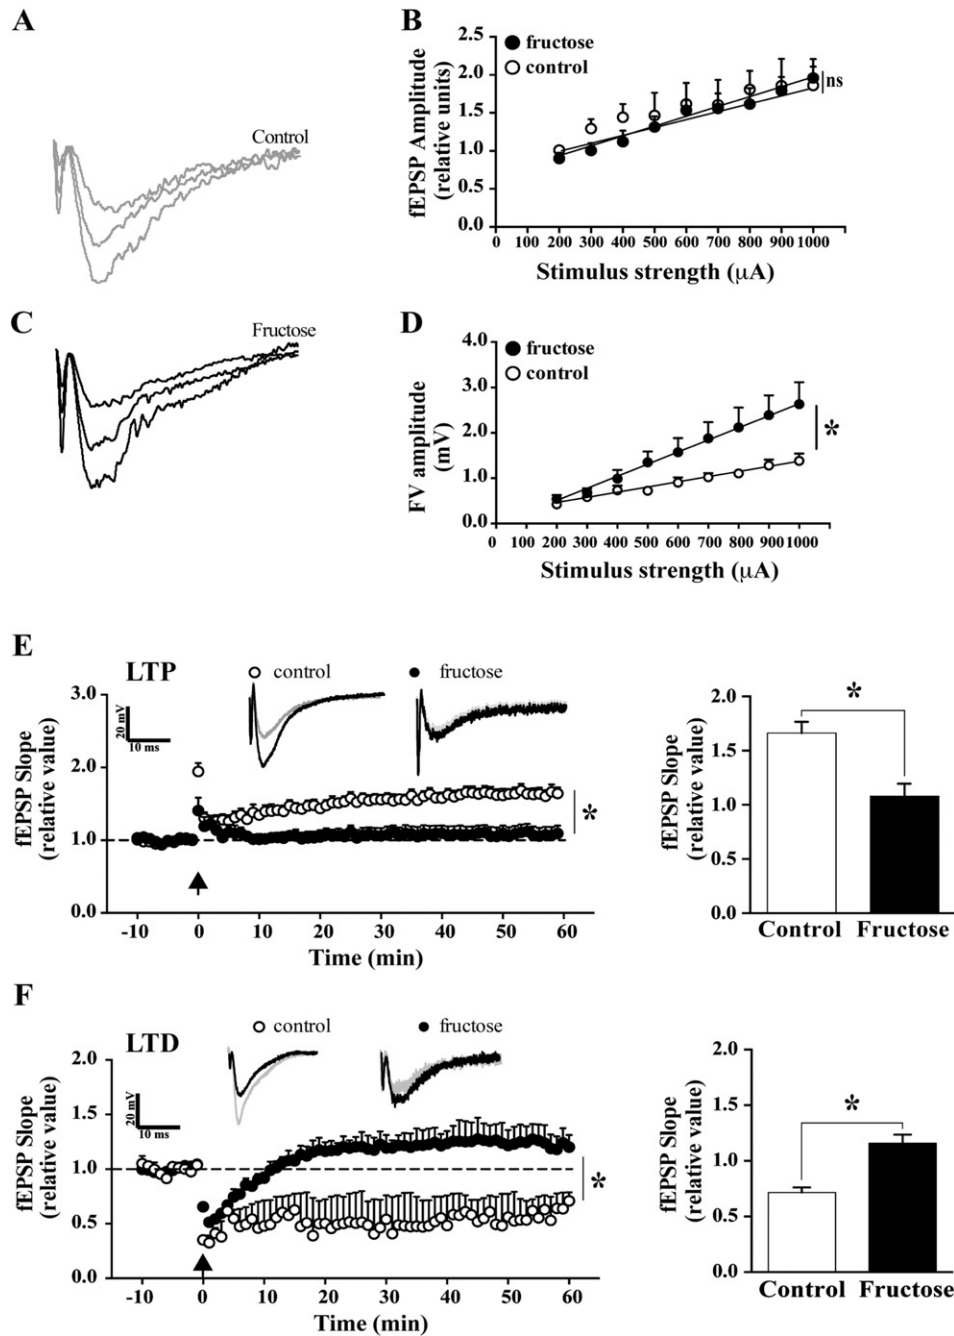 A
Control
B
fructose
control
2.5
2.0
1.5
1.0
0.5
0.0
ns
fEPSP Amplitude
(relative units)
0 100 200 300 400 500 600 700 800 900 1000
Stimulus strength (μA)
C
Fructose
D
fructose
control
4.0
3.0
2.0
1.0
0.0
*
FV amplitude
(mV)
0 100 200 300 400 500 600 700 800 900 1000
Stimulus strength (μA)
E
LTP
control
fructose
20 mV
10 ms
3.0
2.0
1.0
0.0
*
fEPSP Slope
(relative value)
-10 0 10 20 30 40 50 60
Time (min)
2.0
1.5
1.0
1.5
0.0
*
fEPSP Slope
(relative value)
Control Fructose
F
LTD
control
fructose
20 mV
10 ms
2.0
1.5
1.0
0.5
0.0
*
fEPSP Slope
(relative value)
-10 0 10 20 30 40 50 60
Time (min)
2.0
1.5
1.0
0.5
0.0
*
fEPSP Slope
(relative value)
Control Fructose